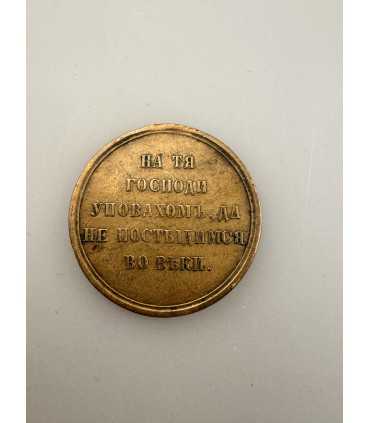 НА ТЯ
ГОСПОДИ
УПОВАХОМЪ, ДА
НЕ ПОСТЫДИМСЯ
ВО ВѢКИ.